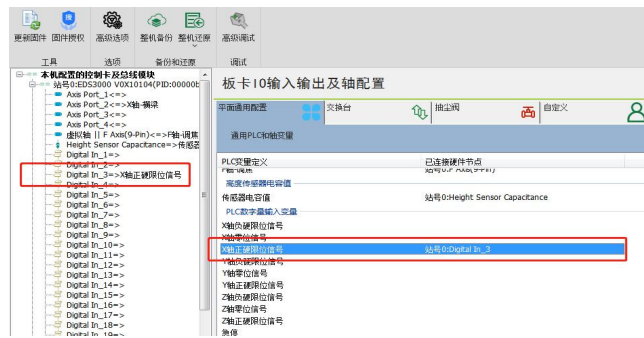 更新固件 固件授权 高级选项 整机备份 整机还原 高级调试
工具 选项 备份和还原 调试
本机配置的控制卡及总线模块
站号0:EDS3000 V0X10104(PID:00000
Axis Port_1<=>
Axis Port_2<=>X轴-横梁
Axis Port_3<=>
Axis Port_4<=>
虚拟轴 || F Axis(9-Pin)<=>F轴-调焦
Height Sensor Capacitance=>传感器
Digital In_1=>
Digital In_2=>
Digital In_3=>X轴正硬限位信号
Digital In_4=>
Digital In_5=>
Digital In_6=>
Digital In_7=>
Digital In_8=>
Digital In_9=>
Digital In_10=>
Digital In_11=>
Digital In_12=>
Digital In_13=>
Digital In_14=>
Digital In_15=>
Digital In_16=>
Digital In_17=>
Digital In_18=>
Digital In_19=>
板卡IO输入输出及轴配置
平面通用配置 交换台 抽尘阀 自定义
通用PLC和轴变量
PLC变量定义 已连接硬件节点
F轴-调焦 站号0:F Axis(9-Pin)
高度传感器电容值
传感器电容值 站号0:Height Sensor Capacitance
PLC数字量输入变量
X轴负硬限位信号
X轴零位信号
X轴正硬限位信号 站号0:Digital In_3
Y轴负硬限位信号
Y轴零位信号
Y轴正硬限位信号
Z轴负硬限位信号
Z轴零位信号
Z轴正硬限位信号
急停